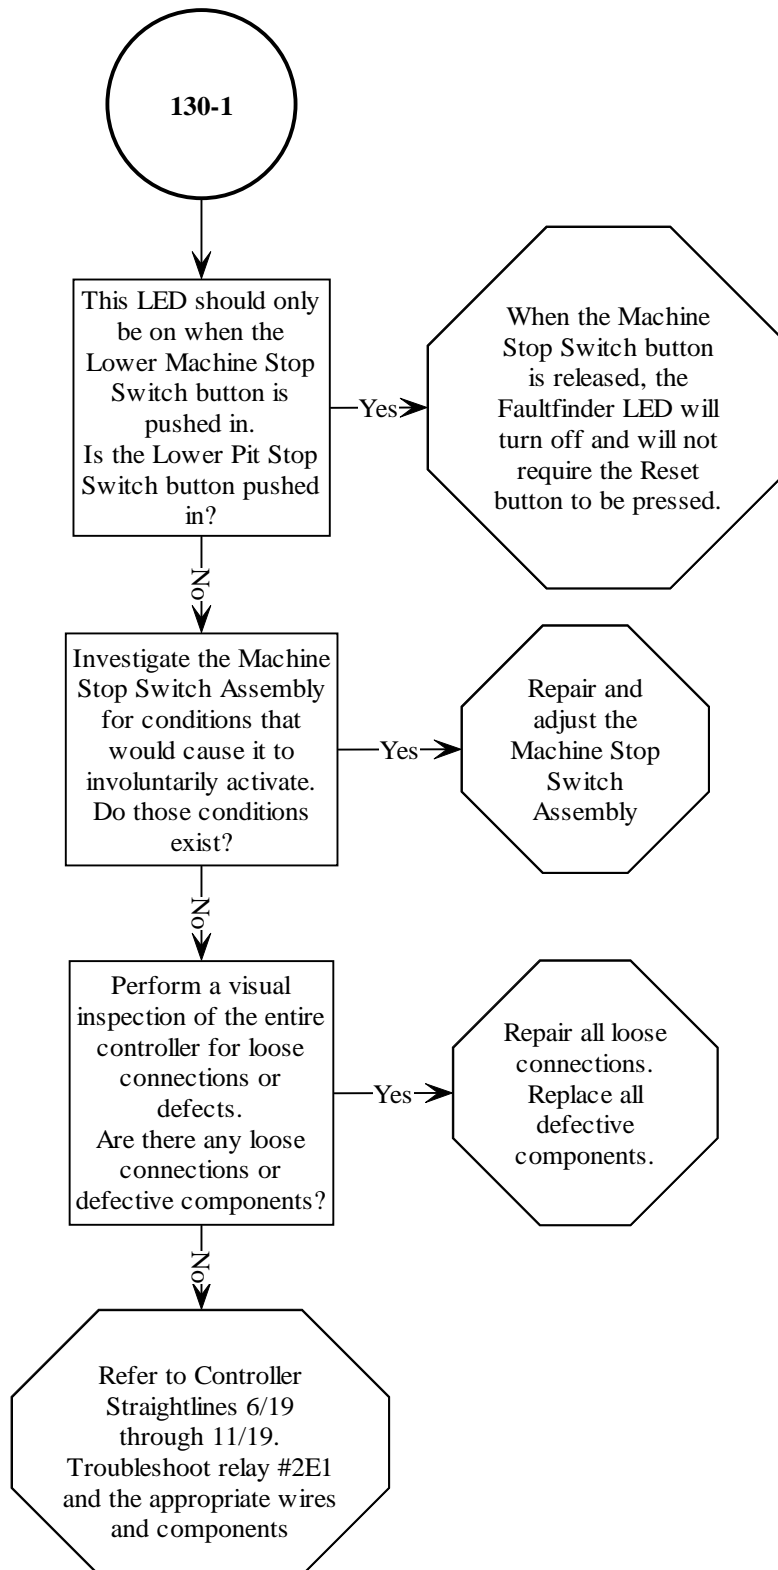 130-1
This LED should only
be on when the
Lower Machine Stop
Switch button is
pushed in.
Is the Lower Pit Stop
Switch button pushed
in?
Yes
When the Machine
Stop Switch button
is released, the
Faultfinder LED will
turn off and will not
require the Reset
button to be pressed.
No
Investigate the Machine
Stop Switch Assembly
for conditions that
would cause it to
involuntarily activate.
Do those conditions
exist?
Yes
Repair and
adjust the
Machine Stop
Switch
Assembly
No
Perform a visual
inspection of the entire
controller for loose
connections or
defects.
Are there any loose
connections or
defective components?
Yes
Repair all loose
connections.
Replace all
defective
components.
No
Refer to Controller
Straightlines 6/19
through 11/19.
Troubleshoot relay #2E1
and the appropriate wires
and components